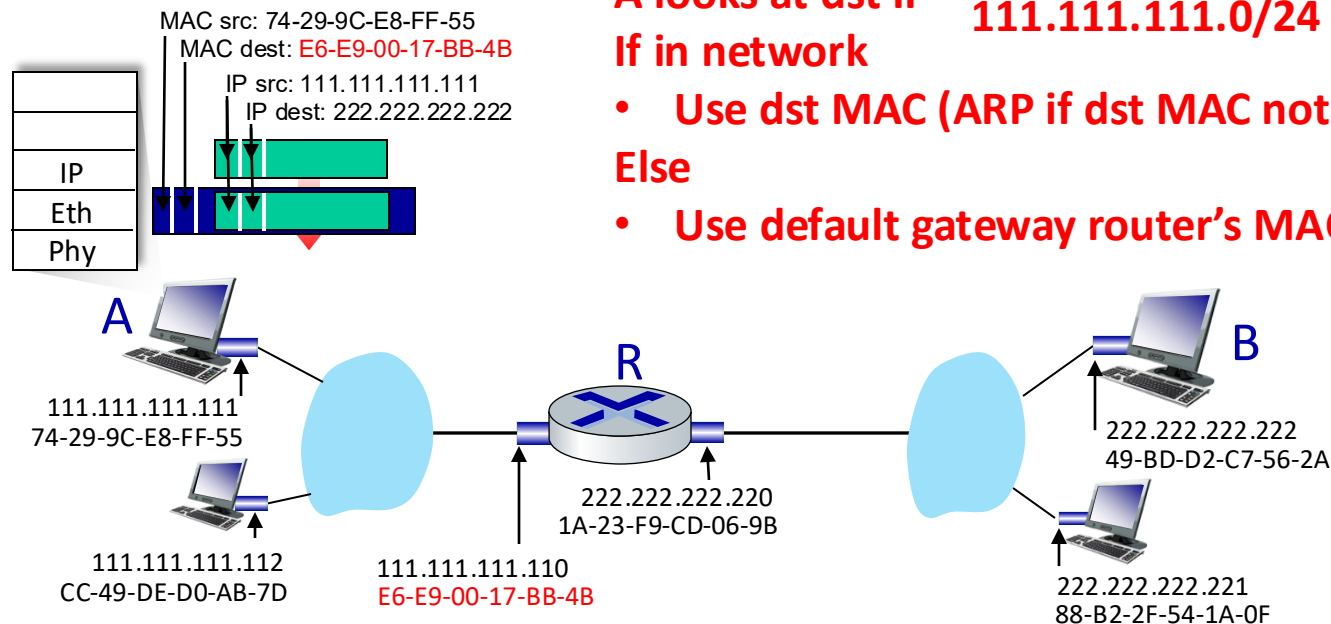 MAC src: 74-29-9C-E8-FF-55
MAC dest: E6-E9-00-17-BB-4B
IP src: 111.111.111.111
IP dest: 222.222.222.222
IP
Eth
Phy
A looks at dst IP
111.111.111.0/24
If in network
• Use dst MAC (ARP if dst MAC not
Else
• Use default gateway router's MAC
A
R
B
111.111.111.111
74-29-9C-E8-FF-55
111.111.111.112
CC-49-DE-D0-AB-7D
111.111.111.110
E6-E9-00-17-BB-4B
222.222.222.220
1A-23-F9-CD-06-9B
222.222.222.222
49-BD-D2-C7-56-2A
222.222.222.221
88-B2-2F-54-1A-0F